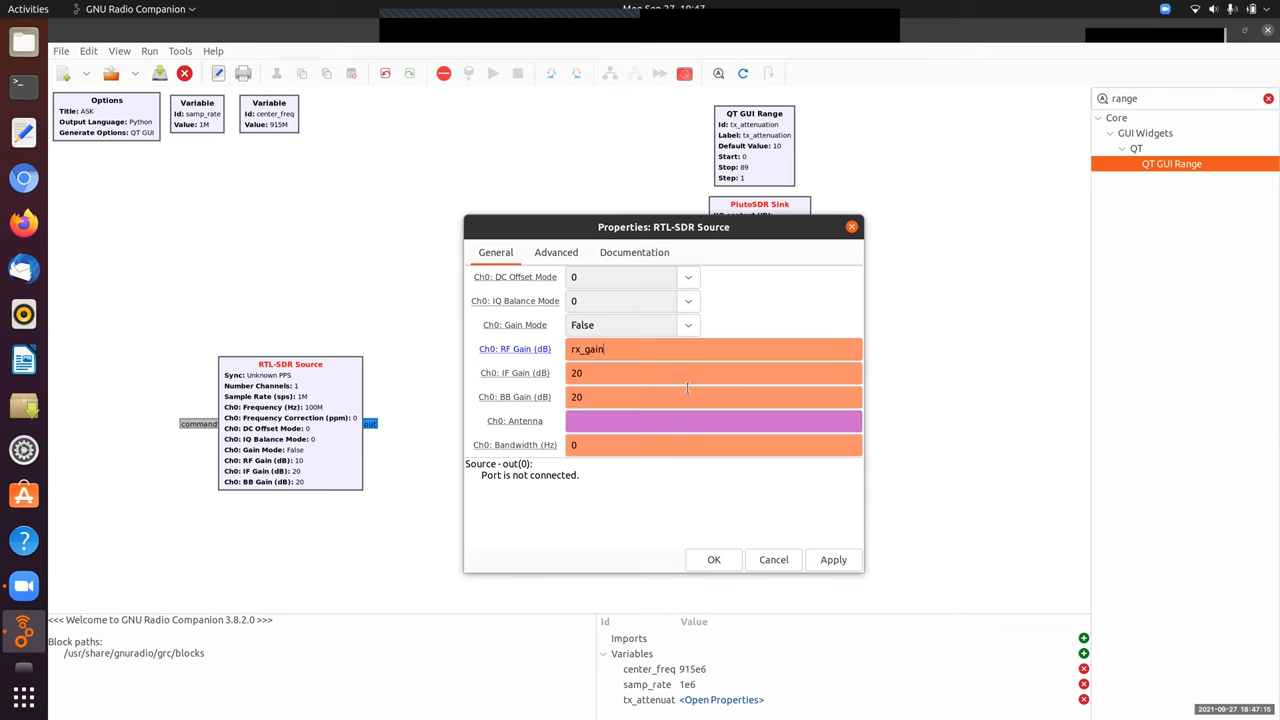 Activities
GNU Radio Companion
Mon Sep 27, 18:47
File Edit View Run Tools Help
range
Core
GUI Widgets
QT
QT GUI Range
Options
Title: ASK
Output Language: Python
Generate Options: QT GUI
Variable
Id: samp_rate
Value: 1M
Variable
Id: center_freq
Value: 915M
QT GUI Range
Id: tx_attenuation
Label: tx_attenuation
Default Value: 10
Start: 0
Stop: 89
Step: 1
PlutoSDR Sink
RTL-SDR Source
Sync: Unknown PPS
Number Channels: 1
Sample Rate (sps): 1M
Ch0: Frequency (Hz): 100M
Ch0: Frequency Correction (ppm): 0
Ch0: DC Offset Mode: 0
Ch0: IQ Balance Mode: 0
Ch0: Gain Mode: False
Ch0: RF Gain (dB): 10
Ch0: IF Gain (dB): 20
Ch0: BB Gain (dB): 20
command
out
Properties: RTL-SDR Source
General Advanced Documentation
Ch0: DC Offset Mode 0
Ch0: IQ Balance Mode 0
Ch0: Gain Mode False
Ch0: RF Gain (dB) rx_gain
Ch0: IF Gain (dB) 20
Ch0: BB Gain (dB) 20
Ch0: Antenna
Ch0: Bandwidth (Hz) 0
Source - out(0):
Port is not connected.
OK Cancel Apply
<<< Welcome to GNU Radio Companion 3.8.2.0 >>>
Block paths:
/usr/share/gnuradio/grc/blocks
Id Value
Imports
Variables
center_freq 915e6
samp_rate 1e6
tx_attenuat <Open Properties>
2021-09-27 18:47:15